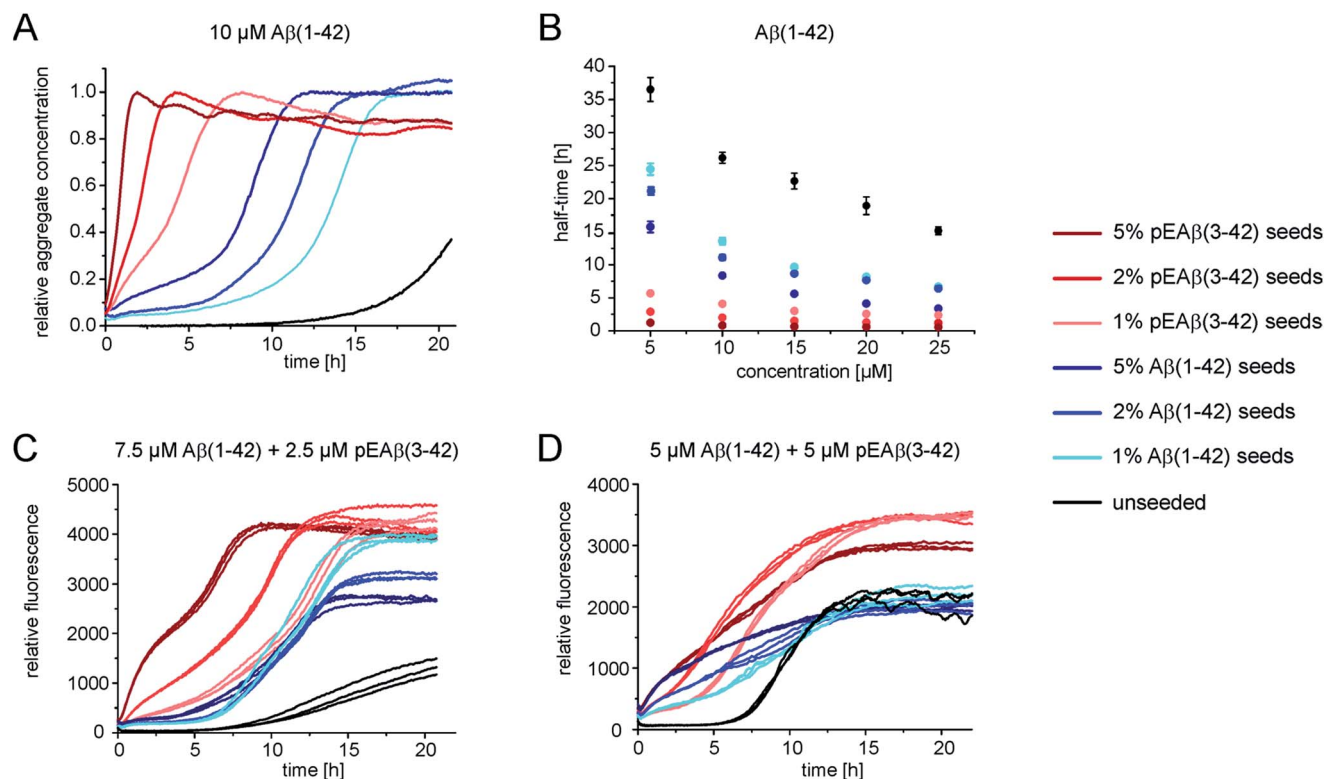 A
10 µM Aβ(1-42)
relative aggregate concentration
1.0
0.8
0.6
0.4
0.2
0.0
0 5 10 15 20
time [h]
B
Aβ(1-42)
half-time [h]
40
35
30
25
20
15
10
5
0
5 10 15 20 25
concentration [µM]
5% pEAβ(3-42) seeds
2% pEAβ(3-42) seeds
1% pEAβ(3-42) seeds
5% Aβ(1-42) seeds
2% Aβ(1-42) seeds
1% Aβ(1-42) seeds
unseeded
C
7.5 µM Aβ(1-42) + 2.5 µM pEAβ(3-42)
relative fluorescence
5000
4000
3000
2000
1000
0
0 5 10 15 20
time [h]
D
5 µM Aβ(1-42) + 5 µM pEAβ(3-42)
relative fluorescence
4000
3000
2000
1000
0
0 5 10 15 20
time [h]